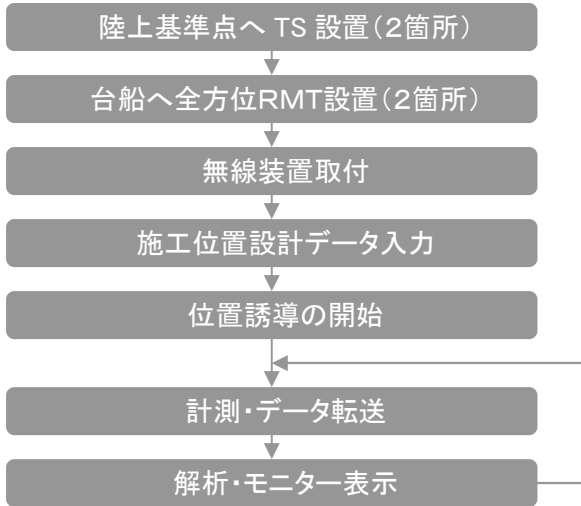 陸上基準点へ TS 設置(2箇所)
台船へ全方位RMT設置(2箇所)
無線装置取付
施工位置設計データ入力
位置誘導の開始
計測・データ転送
解析・モニター表示